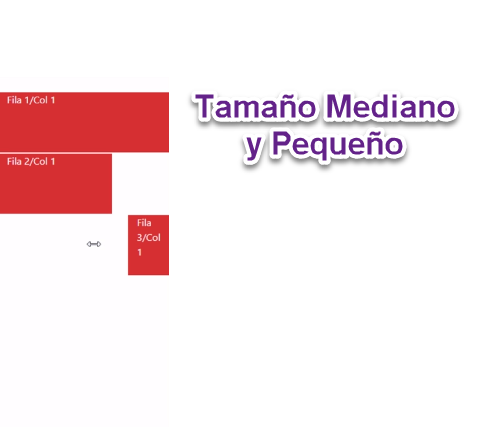 Fila 1/Col 1
Tamaño Mediano
y Pequeño
Fila 2/Col 1
Fila
3/Col
1